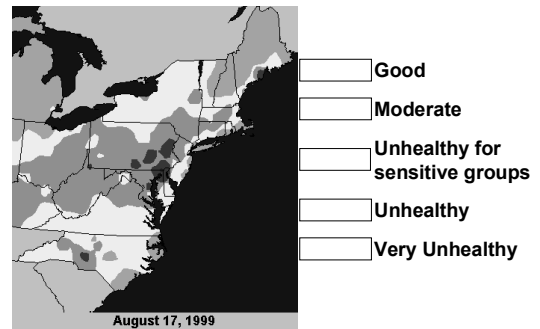 Good
Moderate
Unhealthy for
sensitive groups
Unhealthy
Very Unhealthy
August 17, 1999